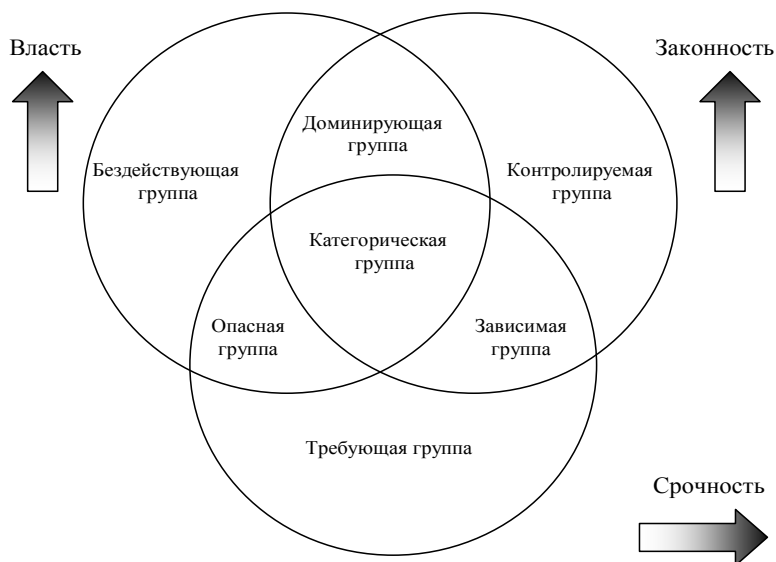 Власть
Законность
Доминирующая
группа
Бездействующая
группа
Контролируемая
группа
Категорическая
группа
Опасная
группа
Зависимая
группа
Требующая группа
Срочность